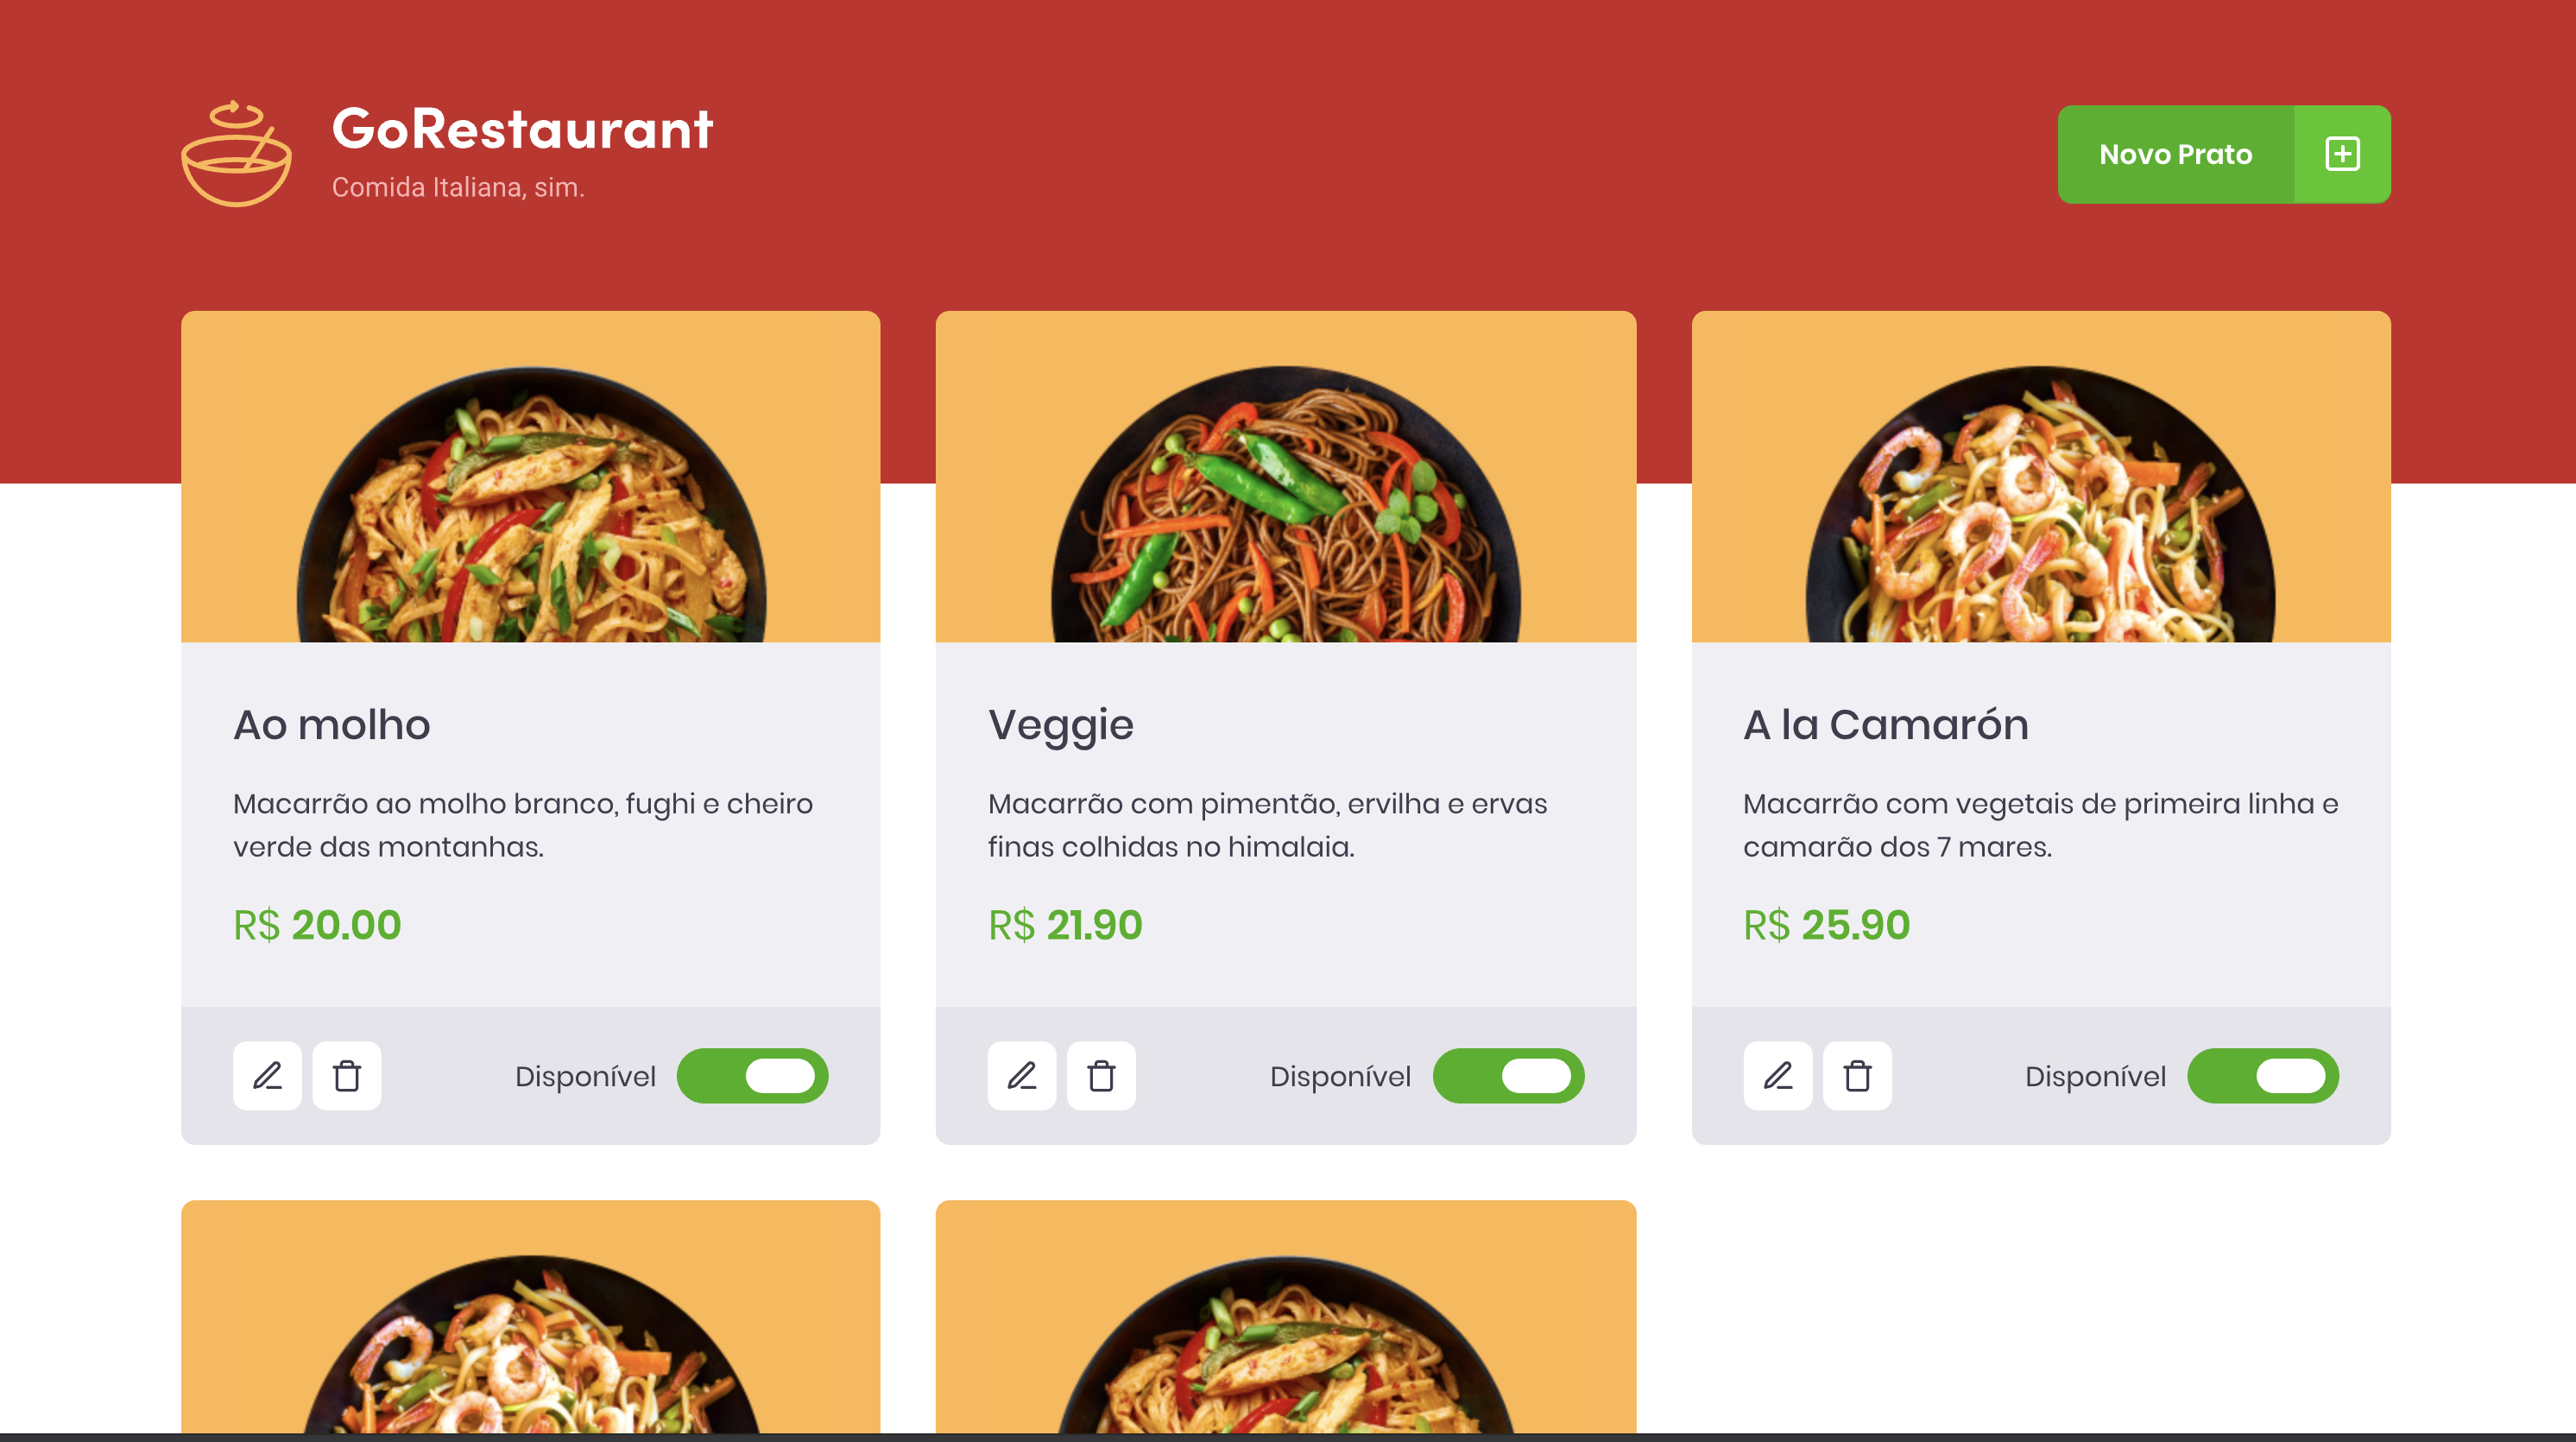 GoRestaurant
Comida Italiana, sim.
Novo Prato
Ao molho
Macarrão ao molho branco, fughi e cheiro
verde das montanhas.
R$ 20.00
Disponível
Veggie
Macarrão com pimentão, ervilha e ervas
finas colhidas no himalaia.
R$ 21.90
Disponível
A la Camarón
Macarrão com vegetais de primeira linha e
camarão dos 7 mares.
R$ 25.90
Disponível